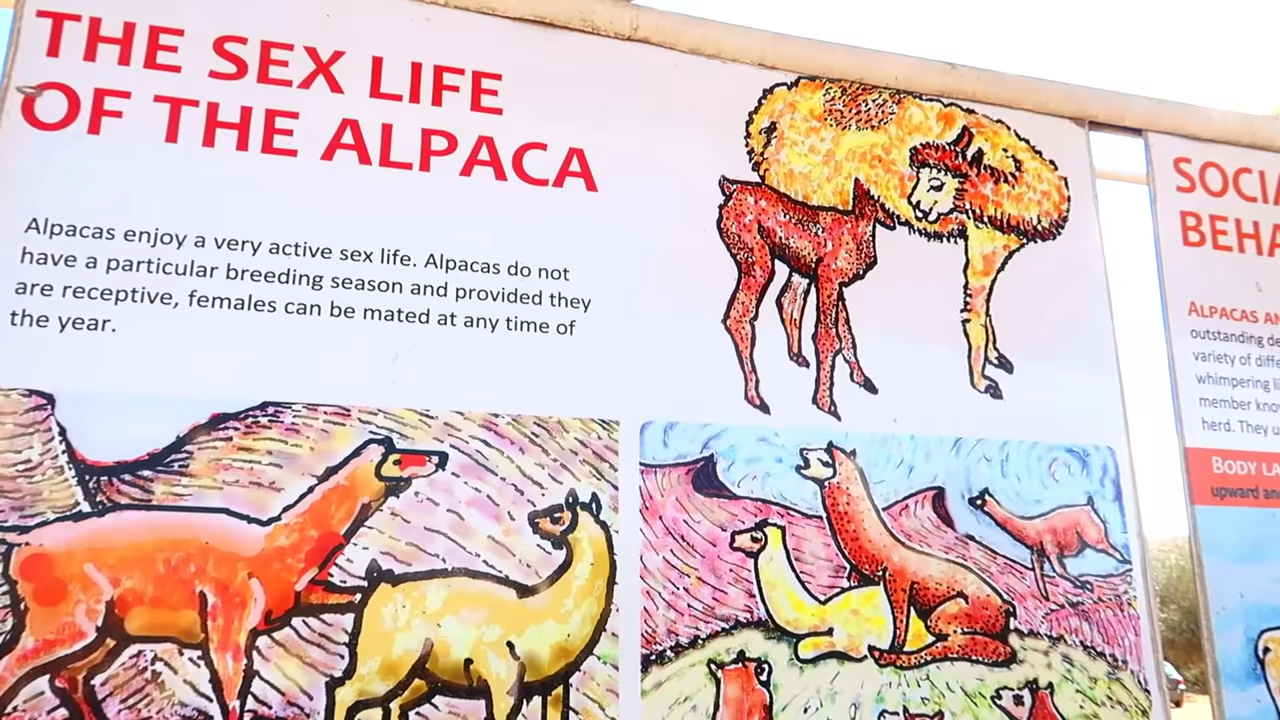 THE SEX LIFE
OF THE ALPACA
Alpacas enjoy a very active sex life. Alpacas do not
have a particular breeding season and provided they
are receptive, females can be mated at any time of
the year.
SOCIA
BEHA
ALPACAS AN
outstanding de
variety of diffe
whimpering li
member kno
herd. They u
BODY LA
upward an